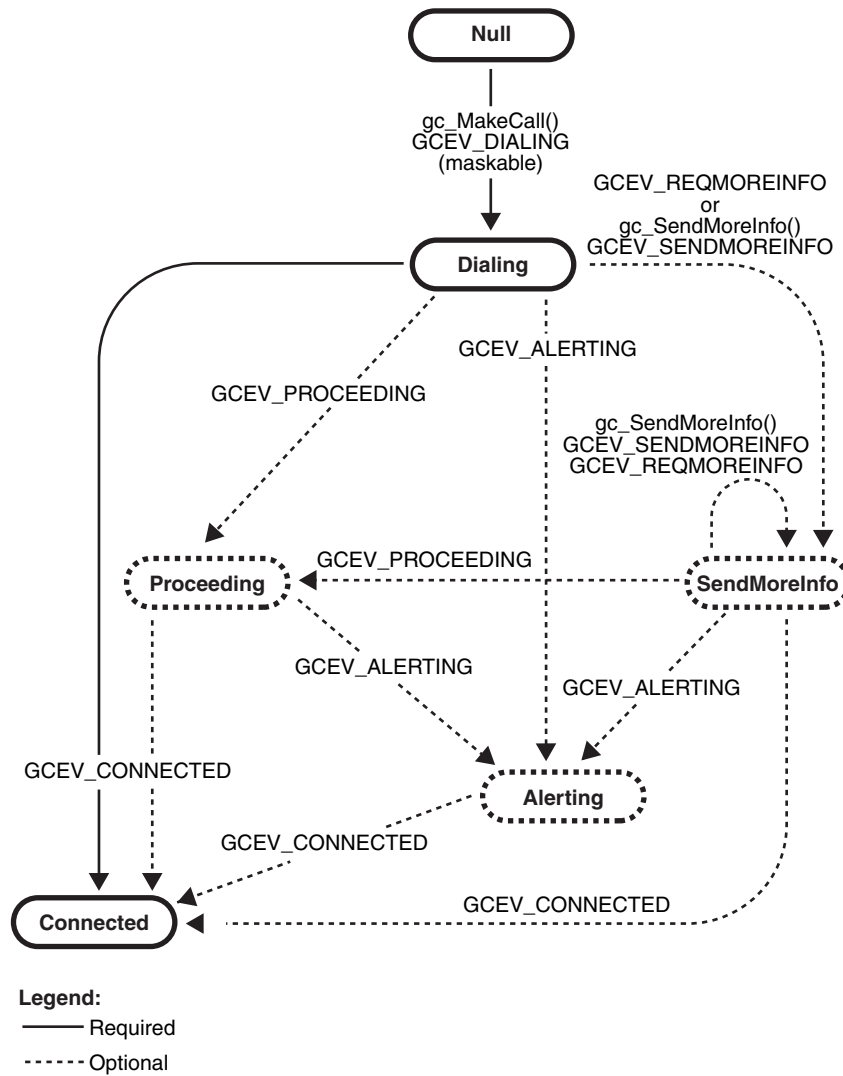 Null
gc_MakeCall()
GCEV_DIALING
(maskable)
GCEV_REQMOREINFO
or
gc_SendMoreInfo()
GCEV_SENDMOREINFO
Dialing
GCEV_ALERTING
GCEV_PROCEEDING
gc_SendMoreInfo()
GCEV_SENDMOREINFO
GCEV_REQMOREINFO
GCEV_PROCEEDING
Proceeding
SendMoreInfo
GCEV_ALERTING
GCEV_ALERTING
GCEV_CONNECTED
Alerting
GCEV_CONNECTED
GCEV_CONNECTED
Connected
Legend:
Required
Optional